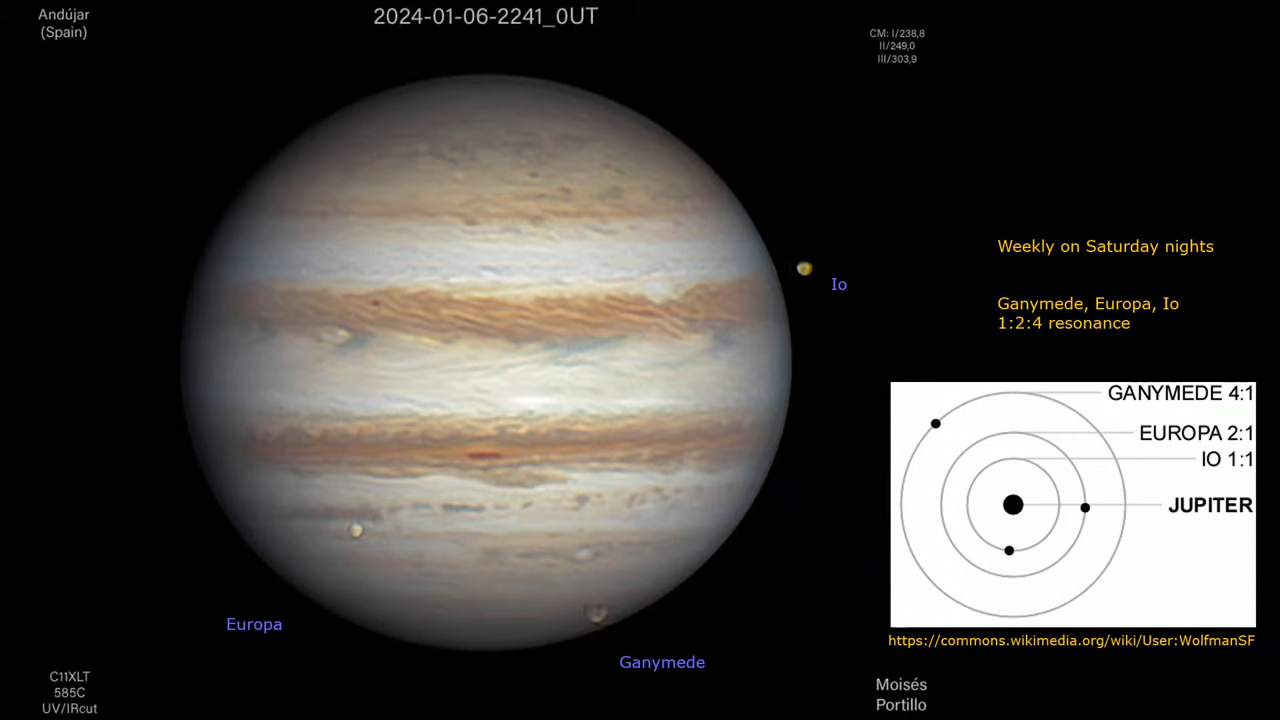 Andújar
(Spain)
2024-01-06-2241_0UT
CM: I/238,8
II/249,0
III/303,9
Weekly on Saturday nights
Io
Ganymede, Europa, Io
1:2:4 resonance
GANYMEDE 4:1
EUROPA 2:1
IO 1:1
JUPITER
https://commons.wikimedia.org/wiki/User:WolfmanSF
Europa
Ganymede
C11XLT
585C
UV/IRcut
Moisés
Portillo